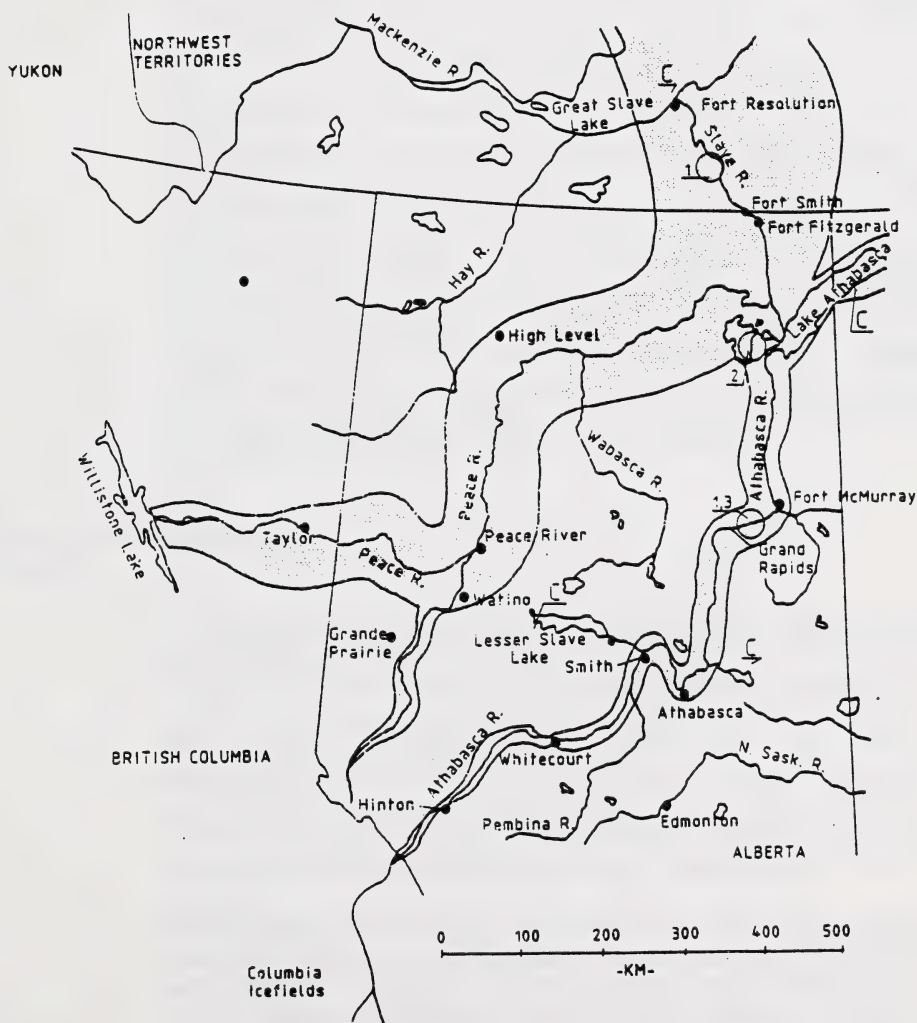 YUKON
NORTHWEST
TERRITORIES
Mackenzie R.
Great Slave
Lake
C
Fort Resolution
Slave R.
1
Fort Smith
Fort Fitzgerald
Hay R.
Lake Athabasca
C
High Level
2
Athabasca R.
Wabasca R.
Peace R.
Willistone Lake
1,3
Fort McMurray
Taylor
Peace River
Grand
Rapids
Peace R.
Watino
C
Grande
Prairie
Lesser Slave
Lake
C
Smith
Athabasca
Athabasca R.
BRITISH COLUMBIA
Whitecourt
N. Sask. R.
Hinton
Pembina R.
Edmonton
ALBERTA
0 100 200 300 400 500
-KM-
Columbia
Icefields